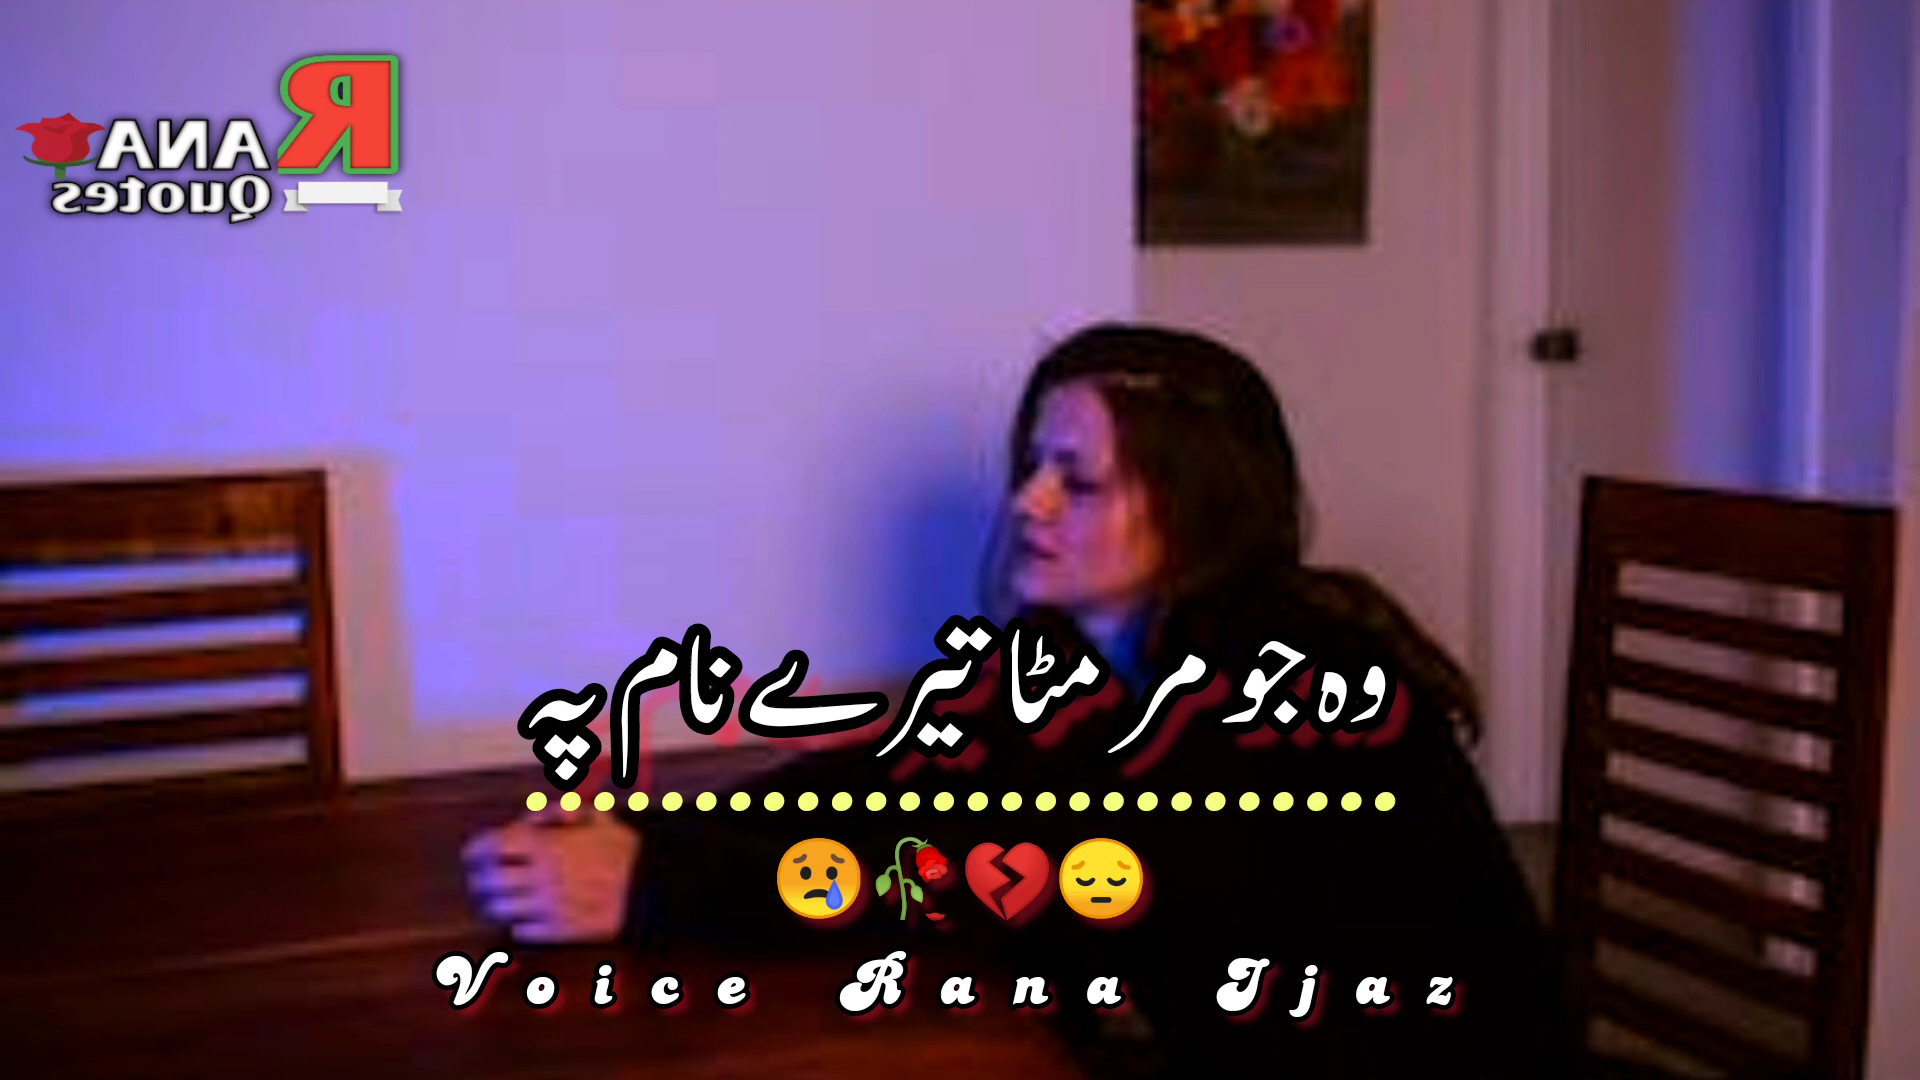 RANA
Quotes
وہ جو مر مٹا تیرے نام پہ
😢🥀💔😔
Voice Rana Ijaz